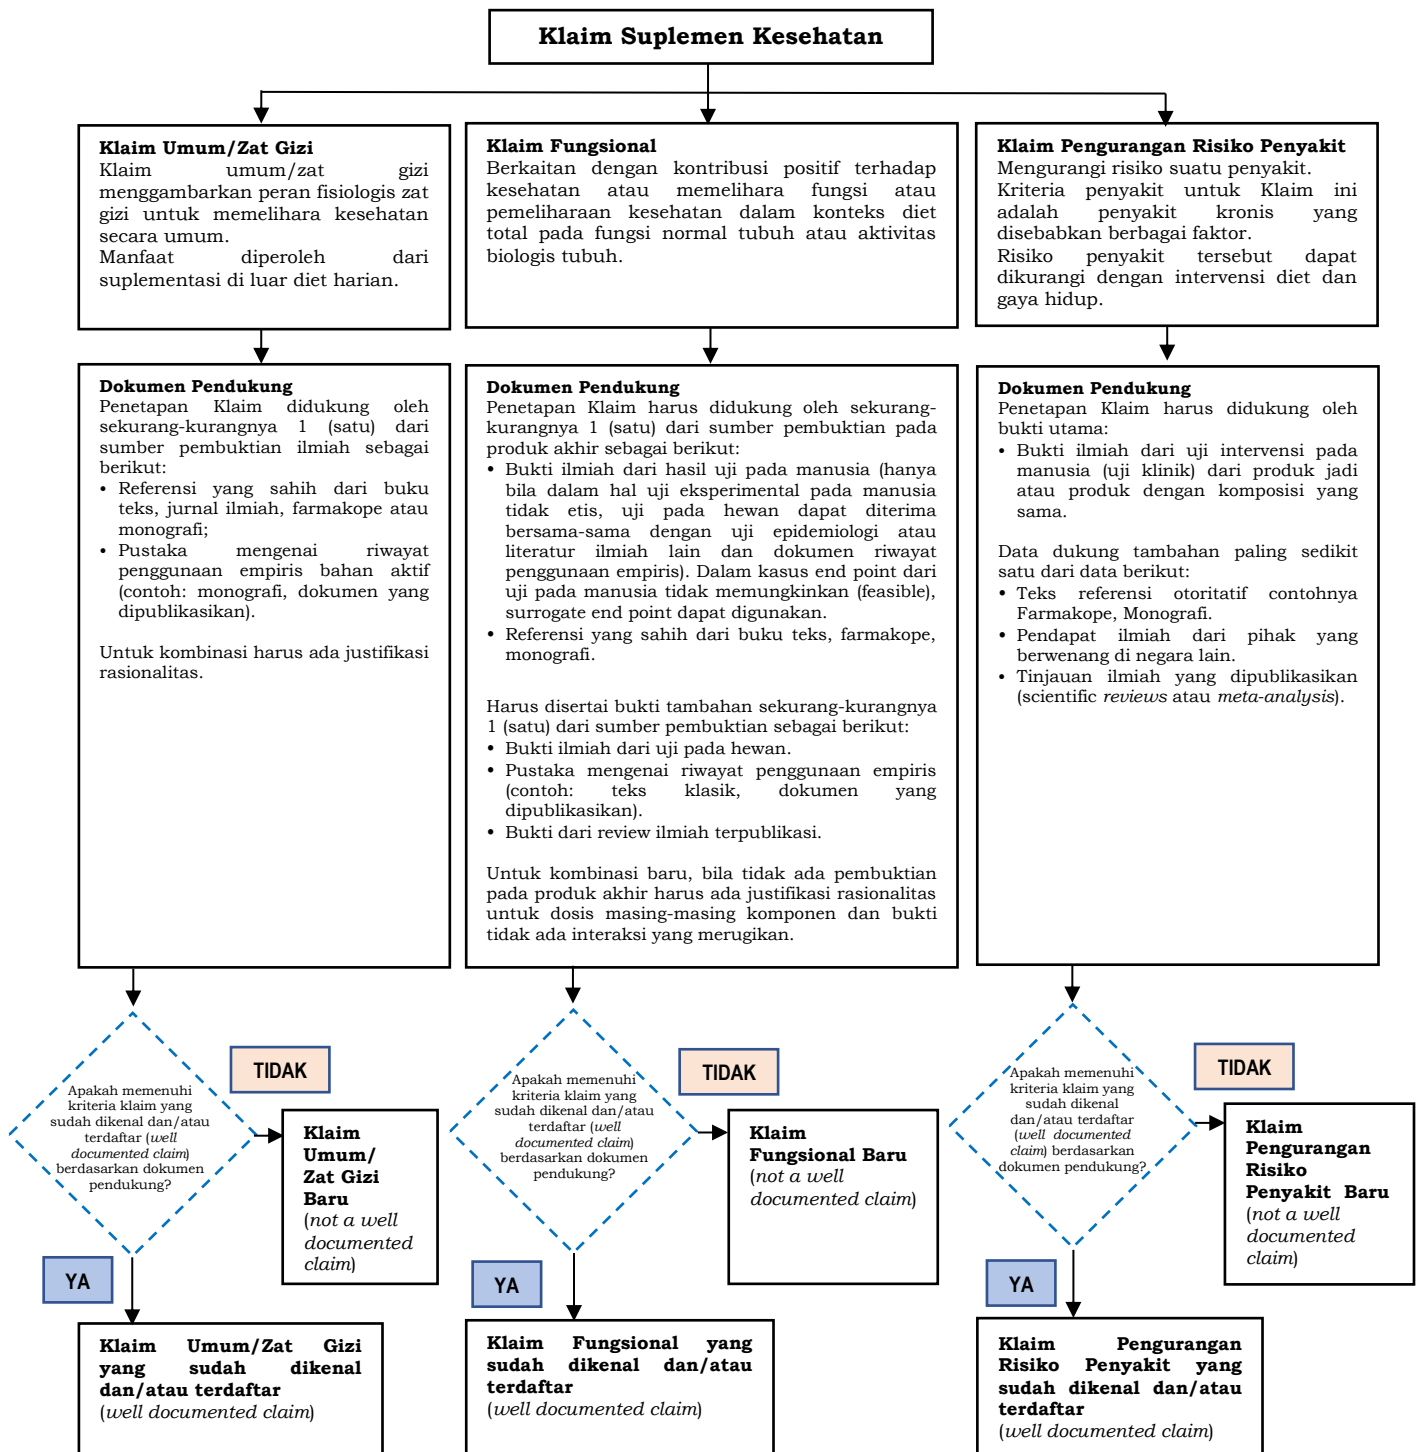 Klaim Suplemen Kesehatan
Klaim Umum/Zat Gizi
Klaim umum/zat gizi
menggambarkan peran fisiologis zat
gizi untuk memelihara kesehatan
secara umum.
Manfaat diperoleh dari
suplementasi di luar diet harian.
Klaim Fungsional
Berkaitan dengan kontribusi positif terhadap
kesehatan atau memelihara fungsi atau
pemeliharaan kesehatan dalam konteks diet
total pada fungsi normal tubuh atau aktivitas
biologis tubuh.
Klaim Pengurangan Risiko Penyakit
Mengurangi risiko suatu penyakit.
Kriteria penyakit untuk Klaim ini
adalah penyakit kronis yang
disebabkan berbagai faktor.
Risiko penyakit tersebut dapat
dikurangi dengan intervensi diet dan
gaya hidup.
Dokumen Pendukung
Penetapan Klaim didukung oleh
sekurang-kurangnya 1 (satu) dari
sumber pembuktian ilmiah sebagai
berikut:
• Referensi yang sahih dari buku
teks, jurnal ilmiah, farmakope atau
monografi;
• Pustaka mengenai riwayat
penggunaan empiris bahan aktif
(contoh: monografi, dokumen yang
dipublikasikan).
Untuk kombinasi harus ada justifikasi
rasionalitas.
Dokumen Pendukung
Penetapan Klaim harus didukung oleh sekurang-
kurangnya 1 (satu) dari sumber pembuktian pada
produk akhir sebagai berikut:
• Bukti ilmiah dari hasil uji pada manusia (hanya
bila dalam hal uji eksperimental pada manusia
tidak etis, uji pada hewan dapat diterima
bersama-sama dengan uji epidemiologi atau
literatur ilmiah lain dan dokumen riwayat
penggunaan empiris). Dalam kasus end point dari
uji pada manusia tidak memungkinkan (feasible),
surrogate end point dapat digunakan.
• Referensi yang sahih dari buku teks, farmakope,
monografi.
Harus disertai bukti tambahan sekurang-kurangnya
1 (satu) dari sumber pembuktian sebagai berikut:
• Bukti ilmiah dari uji pada hewan.
• Pustaka mengenai riwayat penggunaan empiris
(contoh: teks klasik, dokumen yang
dipublikasikan).
• Bukti dari review ilmiah terpublikasi.
Untuk kombinasi baru, bila tidak ada pembuktian
pada produk akhir harus ada justifikasi rasionalitas
untuk dosis masing-masing komponen dan bukti
tidak ada interaksi yang merugikan.
Dokumen Pendukung
Penetapan Klaim harus didukung oleh
bukti utama:
• Bukti ilmiah dari uji intervensi pada
manusia (uji klinik) dari produk jadi
atau produk dengan komposisi yang
sama.
Data dukung tambahan paling sedikit
satu dari data berikut:
• Teks referensi otoritatif contohnya
Farmakope, Monografi.
• Pendapat ilmiah dari pihak yang
berwenang di negara lain.
• Tinjauan ilmiah yang dipublikasikan
(scientific reviews atau meta-analysis).
Apakah memenuhi
kriteria klaim yang
sudah dikenal dan/atau
terdaftar (well
documented claim)
berdasarkan dokumen
pendukung?
TIDAK
Klaim
Umum/
Zat Gizi
Baru
(not a well
documented
claim)
YA
Klaim Umum/Zat Gizi
yang sudah dikenal
dan/atau terdaftar
(well documented claim)
Apakah memenuhi
kriteria klaim yang
sudah dikenal dan/atau
terdaftar (well
documented claim)
berdasarkan dokumen
pendukung?
TIDAK
Klaim
Fungsional Baru
(not a well
documented claim)
YA
Klaim Fungsional yang
sudah dikenal dan/atau
terdaftar
(well documented claim)
Apakah memenuhi
kriteria klaim yang
sudah dikenal
dan/atau terdaftar
(well documented
claim) berdasarkan
dokumen pendukung?
TIDAK
Klaim
Pengurangan
Risiko
Penyakit Baru
(not a well
documented
claim)
YA
Klaim Pengurangan
Risiko Penyakit yang
sudah dikenal dan/atau
terdaftar
(well documented claim)